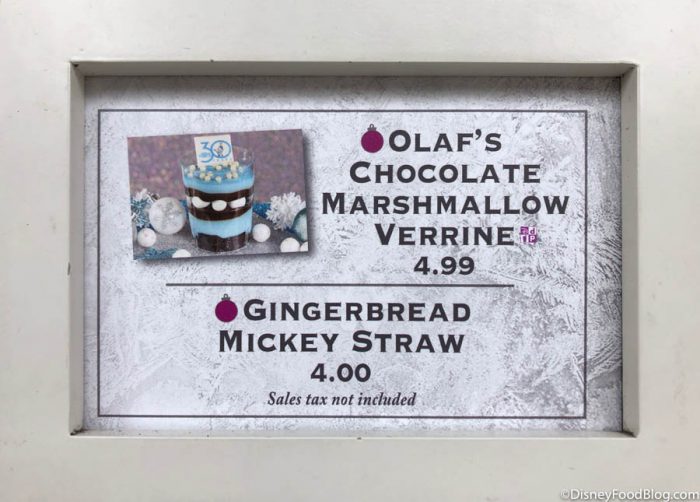 30
OLAF'S
CHOCOLATE
MARSHMALLOW
VERRINE
4.99
GINGERBREAD
MICKEY STRAW
4.00
Sales tax not included
©DisneyFoodBlog.com